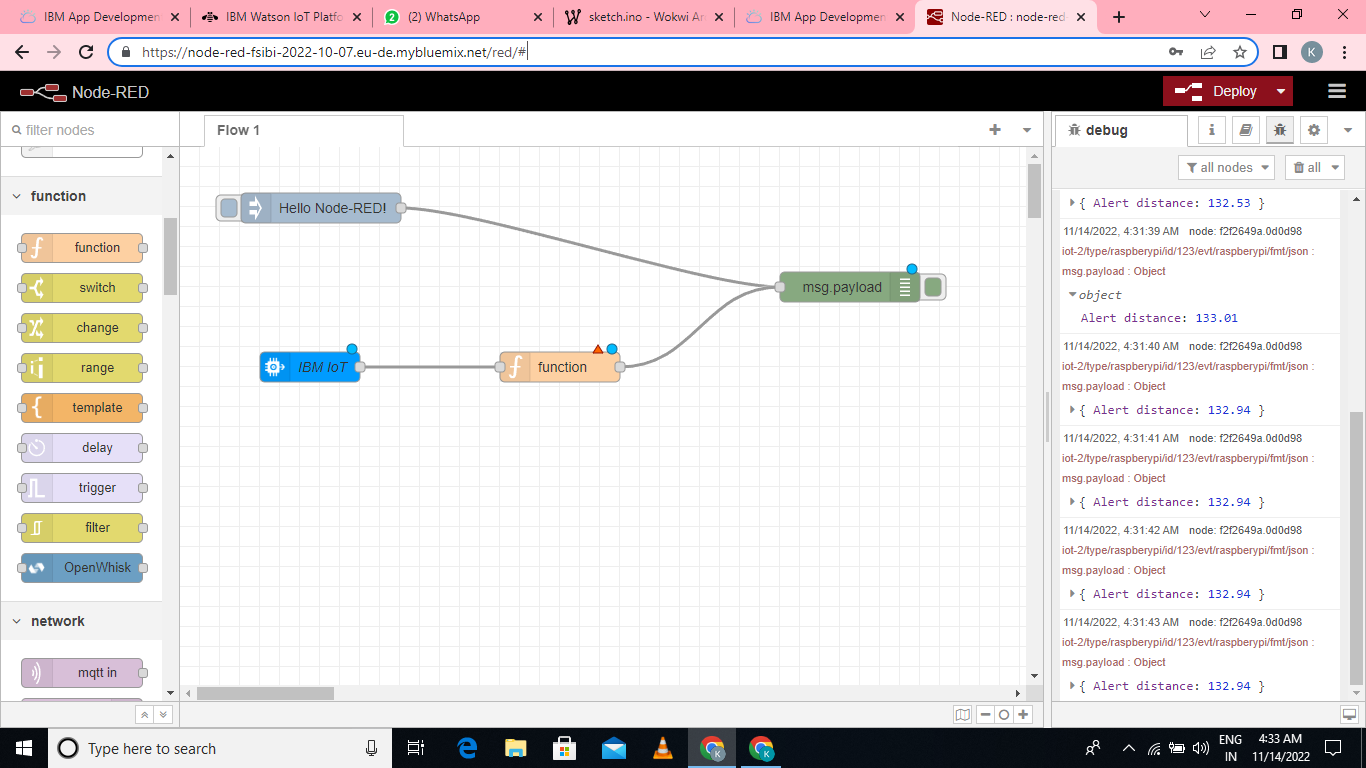 IBM App Developmen
IBM Watson IoT Platfo
(2) WhatsApp
sketch.ino - Wokwi Ar
IBM App Developmen
Node-RED : node-red
https://node-red-fsibi-2022-10-07.eu-de.mybluemix.net/red/#
K
Node-RED
Deploy
filter nodes
Flow 1
debug
all nodes
all
function
function
switch
change
range
template
delay
trigger
filter
OpenWhisk
network
mqtt in
Hello Node-RED!
msg.payload
IBM IoT
function
{ Alert distance: 132.53 }
11/14/2022, 4:31:39 AM node: f2f2649a.0d0d98
iot-2/type/raspberypi/id/123/evt/raspberypi/fmt/json :
msg.payload : Object
object
Alert distance: 133.01
11/14/2022, 4:31:40 AM node: f2f2649a.0d0d98
iot-2/type/raspberypi/id/123/evt/raspberypi/fmt/json :
msg.payload : Object
{ Alert distance: 132.94 }
11/14/2022, 4:31:41 AM node: f2f2649a.0d0d98
iot-2/type/raspberypi/id/123/evt/raspberypi/fmt/json :
msg.payload : Object
{ Alert distance: 132.94 }
11/14/2022, 4:31:42 AM node: f2f2649a.0d0d98
iot-2/type/raspberypi/id/123/evt/raspberypi/fmt/json :
msg.payload : Object
{ Alert distance: 132.94 }
11/14/2022, 4:31:43 AM node: f2f2649a.0d0d98
iot-2/type/raspberypi/id/123/evt/raspberypi/fmt/json :
msg.payload : Object
{ Alert distance: 132.94 }
Type here to search
ENG
IN
4:33 AM
11/14/2022